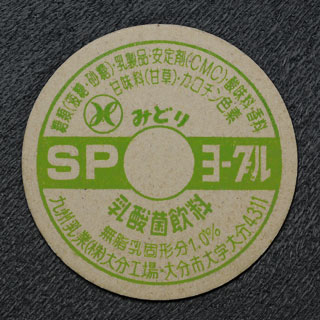 糖類(液糖・砂糖)・乳製品・安定剤(CMC)・酸味料・香料
甘味料(甘草)・カロチン色素
みどり
SP ヨーグル
乳酸菌飲料
無脂乳固形分1.0%
九州乳業(株)大分工場・大分市大字大分4311